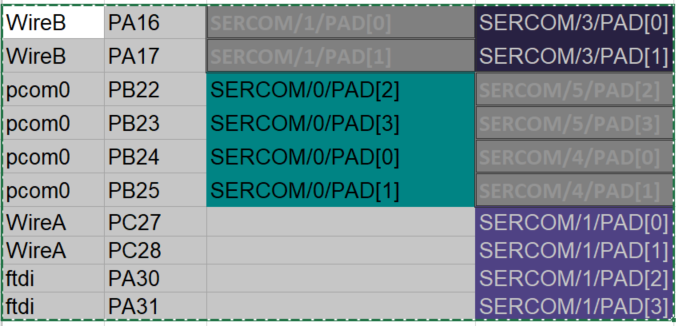 WireB PA16 SERCOM/1/PAD[0] SERCOM/3/PAD[0]
WireB PA17 SERCOM/1/PAD[1] SERCOM/3/PAD[1]
pcom0 PB22 SERCOM/0/PAD[2] SERCOM/5/PAD[2]
pcom0 PB23 SERCOM/0/PAD[3] SERCOM/5/PAD[3]
pcom0 PB24 SERCOM/0/PAD[0] SERCOM/4/PAD[0]
pcom0 PB25 SERCOM/0/PAD[1] SERCOM/4/PAD[1]
WireA PC27 SERCOM/1/PAD[0]
WireA PC28 SERCOM/1/PAD[1]
ftdi PA30 SERCOM/1/PAD[2]
ftdi PA31 SERCOM/1/PAD[3]